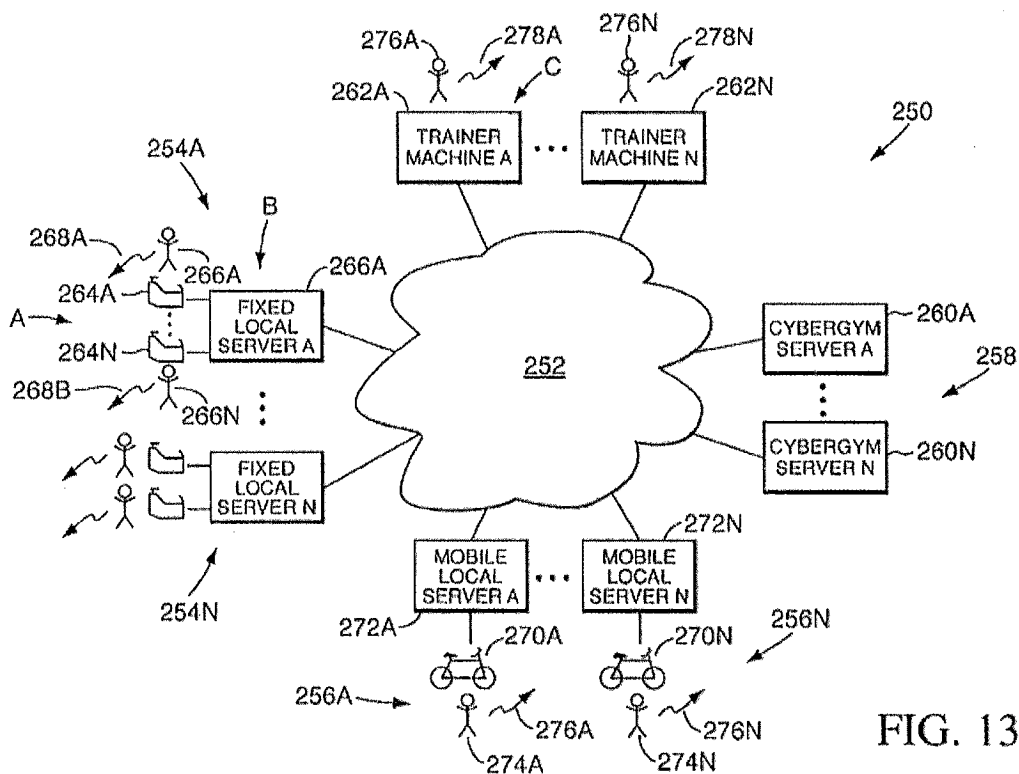 276A
278A
276N
278N
262A
C
262N
250
TRAINER
MACHINE A
TRAINER
MACHINE N
254A
B
268A
266A
266A
264A
A
FIXED
LOCAL
SERVER A
264N
268B
266N
252
CYBERGYM
SERVER A
260A
258
CYBERGYM
SERVER N
260N
FIXED
LOCAL
SERVER N
254N
272N
MOBILE
LOCAL
SERVER A
MOBILE
LOCAL
SERVER N
272A
270A
270N
256N
256A
276A
276N
274A
274N
FIG. 13